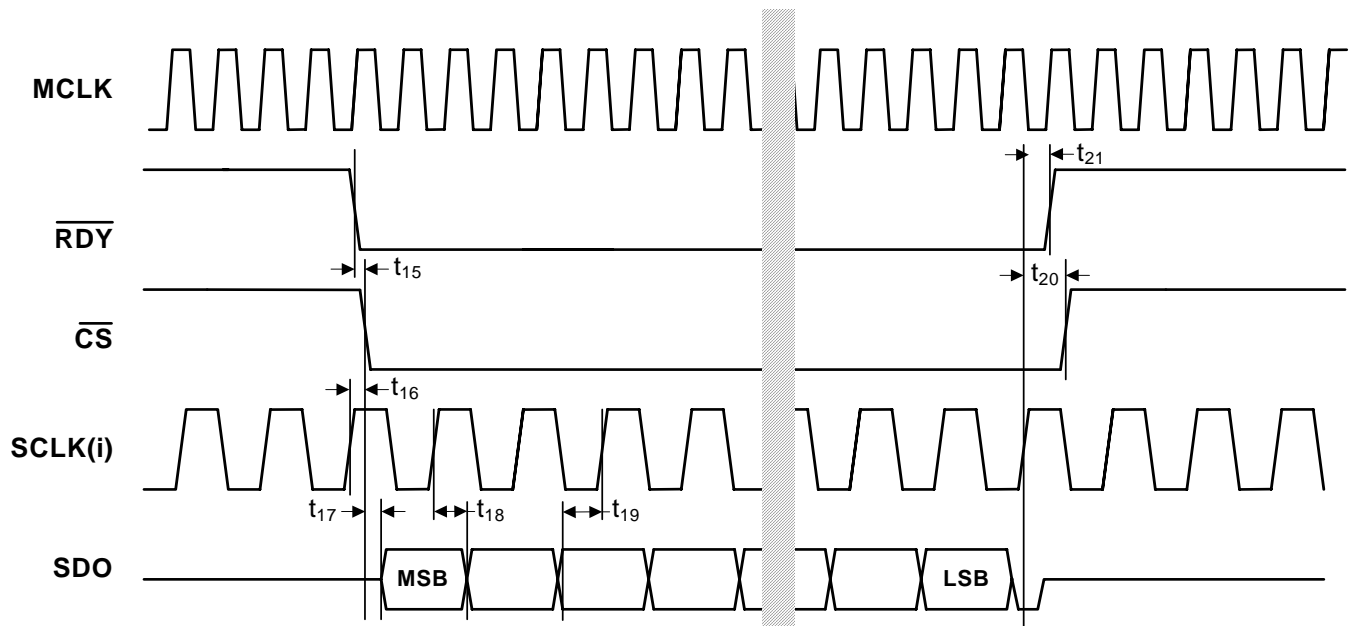 MCLK
t21
RDY
t15
t20
CS
t16
SCLK(i)
t17
t18
t19
SDO
MSB
LSB